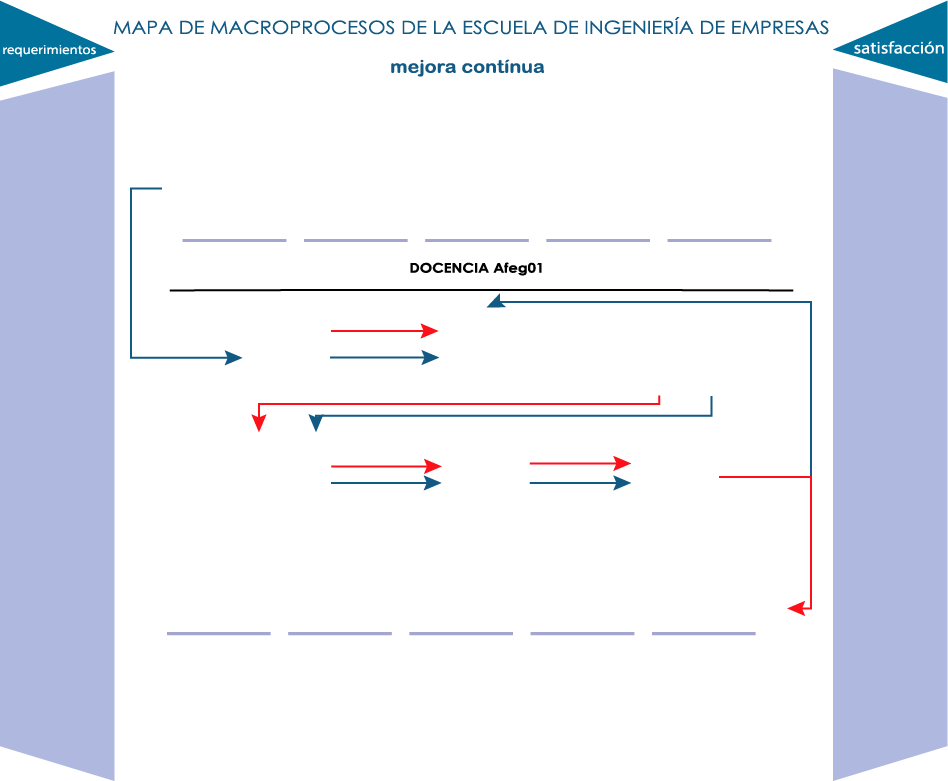 MAPA DE MACROPROCESOS DE LA ESCUELA DE INGENIERÍA DE EMPRESAS
requerimientos
satisfacción
mejora contínua
DOCENCIA Afeg01